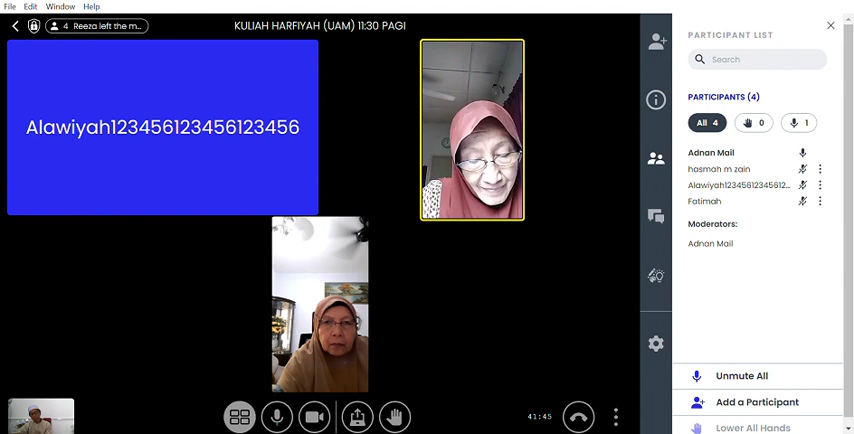 File Edit Window Help
4 Reeza left the m...
KULIAH HARFIYAH (UAM) 11:30 PAGI
Alawiyah123456123456123456
41:45
PARTICIPANT LIST
Search
PARTICIPANTS (4)
All 4 0 1
Adnan Mail
hasmah m zain
Alawiyah12345612345612...
Fatimah
Moderators:
Adnan Mail
Unmute All
Add a Participant
Lower All Hands